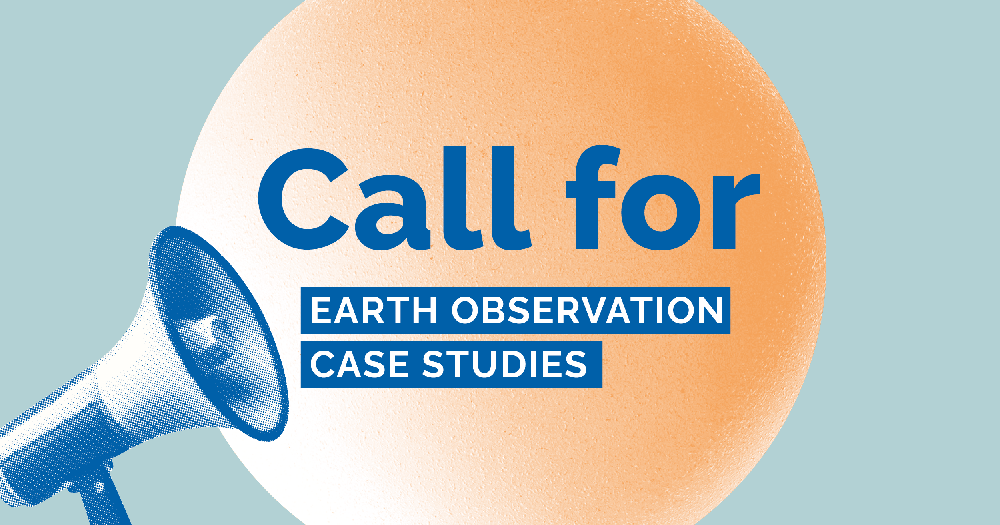 Call for
EARTH OBSERVATION
CASE STUDIES